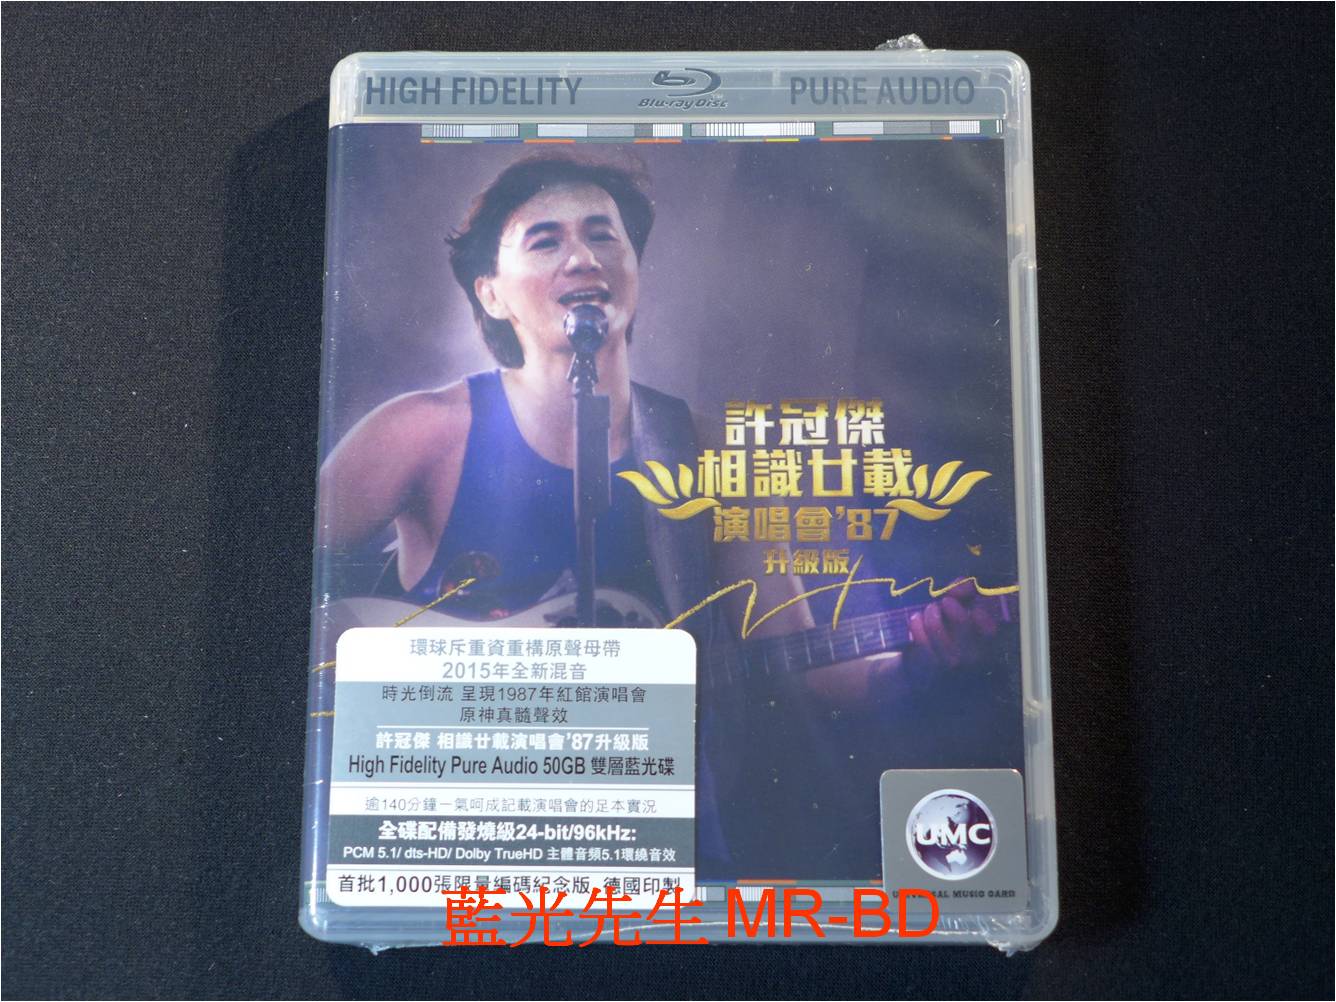 HIGH FIDELITY
Blu-ray Disc
PURE AUDIO
許冠傑
相識廿載
演唱會'87
升級版
環球斥重資重構原聲母帶
2015年全新混音
時光倒流 呈現1987年紅館演唱會
原神真髓聲效
許冠傑 相識廿載演唱會'87升級版
High Fidelity Pure Audio 50GB 雙層藍光碟
逾140分鐘一氣呵成記載演唱會的足本實況
全碟配備發燒級24-bit/96kHz:
PCM 5.1/ dts-HD/ Dolby TrueHD 主體音頻5.1環繞音效
首批1,000張限量編碼紀念版 德國印製
UMC
UNIVERSAL MUSIC CARD
藍光先生 MR-BD